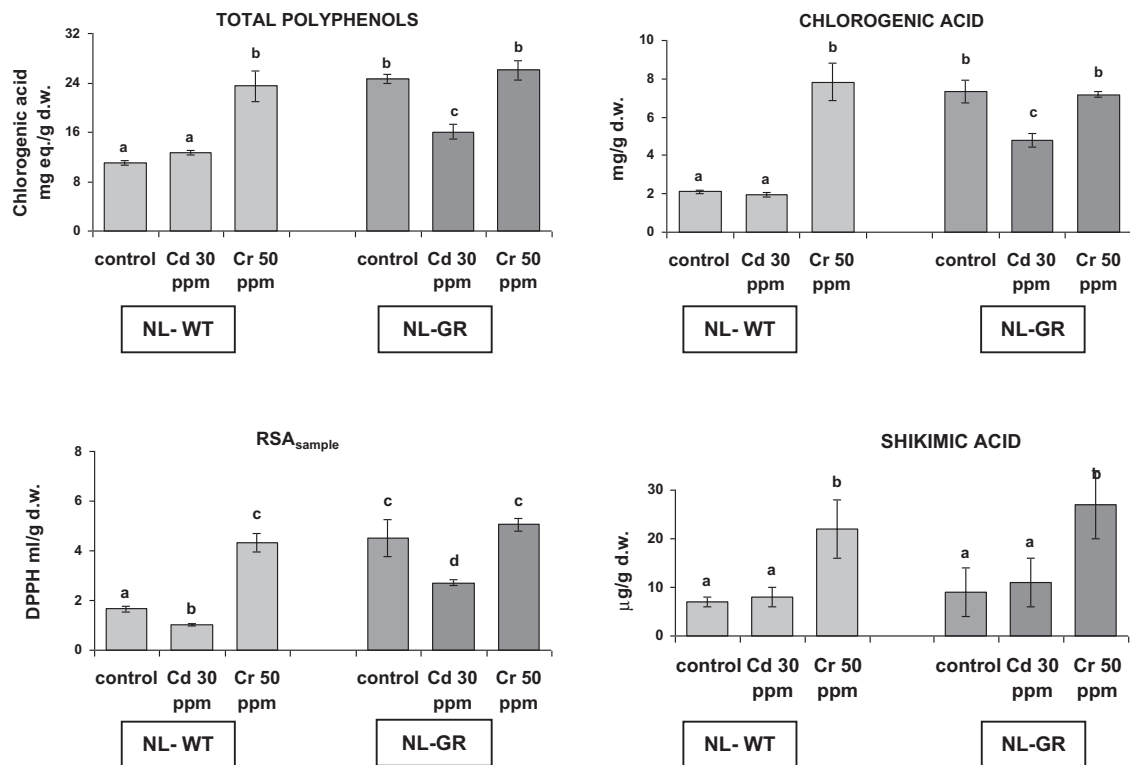 TOTAL POLYPHENOLS
Chlorogenic acid
mg eq./g d.w.
32
24
16
8
0
a
a
b
b
c
b
control
Cd 30
ppm
Cr 50
ppm
control
Cd 30
ppm
Cr 50
ppm
NL- WT
NL-GR
CHLOROGENIC ACID
mg/g d.w.
10
8
6
4
2
0
a
a
b
b
c
b
control
Cd 30
ppm
Cr 50
ppm
control
Cd 30
ppm
Cr 50
ppm
NL- WT
NL-GR
RSAsample
DPPH ml/g d.w.
8
6
4
2
0
a
b
c
c
d
c
control
Cd 30
ppm
Cr 50
ppm
control
Cd 30
ppm
Cr 50
ppm
NL- WT
NL-GR
SHIKIMIC ACID
µg/g d.w.
30
20
10
0
a
a
b
a
a
b
control
Cd 30
ppm
Cr 50
ppm
control
Cd 30
ppm
Cr 50
ppm
NL- WT
NL-GR